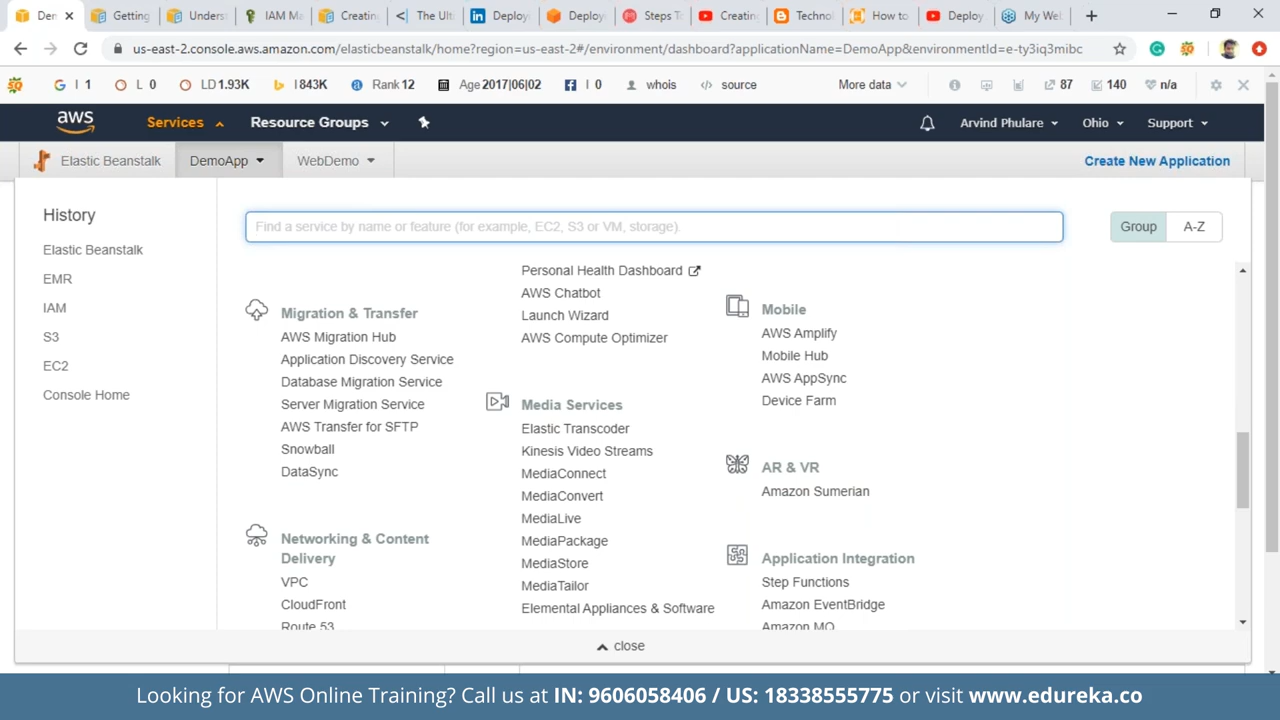 Den
Getting
Unders
IAM Ma
Creatin
The Ult
Deployi
Deploy
Steps T
Creatin
Technol
How to
Deploy
My We
us-east-2.console.aws.amazon.com/elasticbeanstalk/home?region=us-east-2#/environment/dashboard?applicationName=DemoApp&environmentId=e-ty3iq3mibc
I 1
L 0
LD 1.93K
I 843K
Rank 12
Age 2017|06|02
I 0
whois
source
More data
87
140
n/a
aws
Services
Resource Groups
Arvind Phulare
Ohio
Support
Elastic Beanstalk
DemoApp
WebDemo
Create New Application
History
Elastic Beanstalk
EMR
IAM
S3
EC2
Console Home
Find a service by name or feature (for example, EC2, S3 or VM, storage).
Group
A-Z
Migration & Transfer
AWS Migration Hub
Application Discovery Service
Database Migration Service
Server Migration Service
AWS Transfer for SFTP
Snowball
DataSync
Networking & Content
Delivery
VPC
CloudFront
Route 53
Personal Health Dashboard
AWS Chatbot
Launch Wizard
AWS Compute Optimizer
Media Services
Elastic Transcoder
Kinesis Video Streams
MediaConnect
MediaConvert
MediaLive
MediaPackage
MediaStore
MediaTailor
Elemental Appliances & Software
Mobile
AWS Amplify
Mobile Hub
AWS AppSync
Device Farm
AR & VR
Amazon Sumerian
Application Integration
Step Functions
Amazon EventBridge
Amazon MQ
close
Looking for AWS Online Training? Call us at IN: 9606058406 / US: 18338555775 or visit www.edureka.co